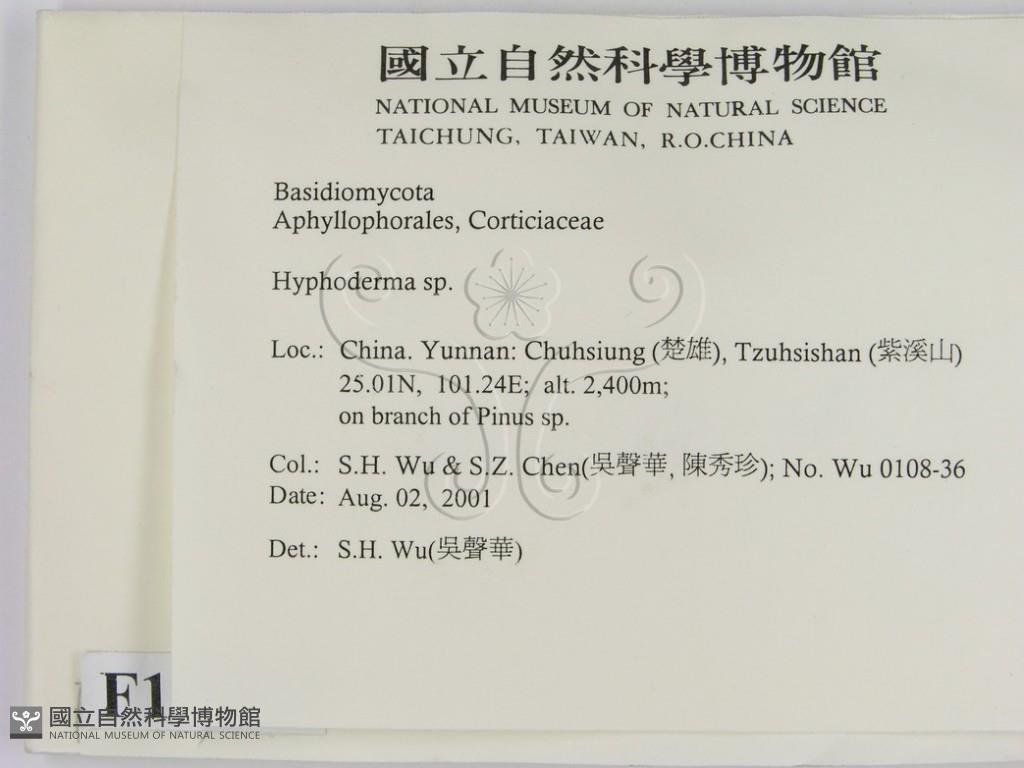 國立自然科學博物館
NATIONAL MUSEUM OF NATURAL SCIENCE
TAICHUNG, TAIWAN, R.O.CHINA
Basidiomycota
Aphyllophorales, Corticiaceae
Hyphoderma sp.
Loc.: China. Yunnan: Chuhsiung (楚雄), Tzuhsishan (紫溪山)
25.01N, 101.24E; alt. 2,400m;
on branch of Pinus sp.
Col.: S.H. Wu & S.Z. Chen(吳聲華, 陳秀珍); No. Wu 0108-36
Date: Aug. 02, 2001
Det.: S.H. Wu(吳聲華)
F1
國立自然科學博物館
NATIONAL MUSEUM OF NATURAL SCIENCE